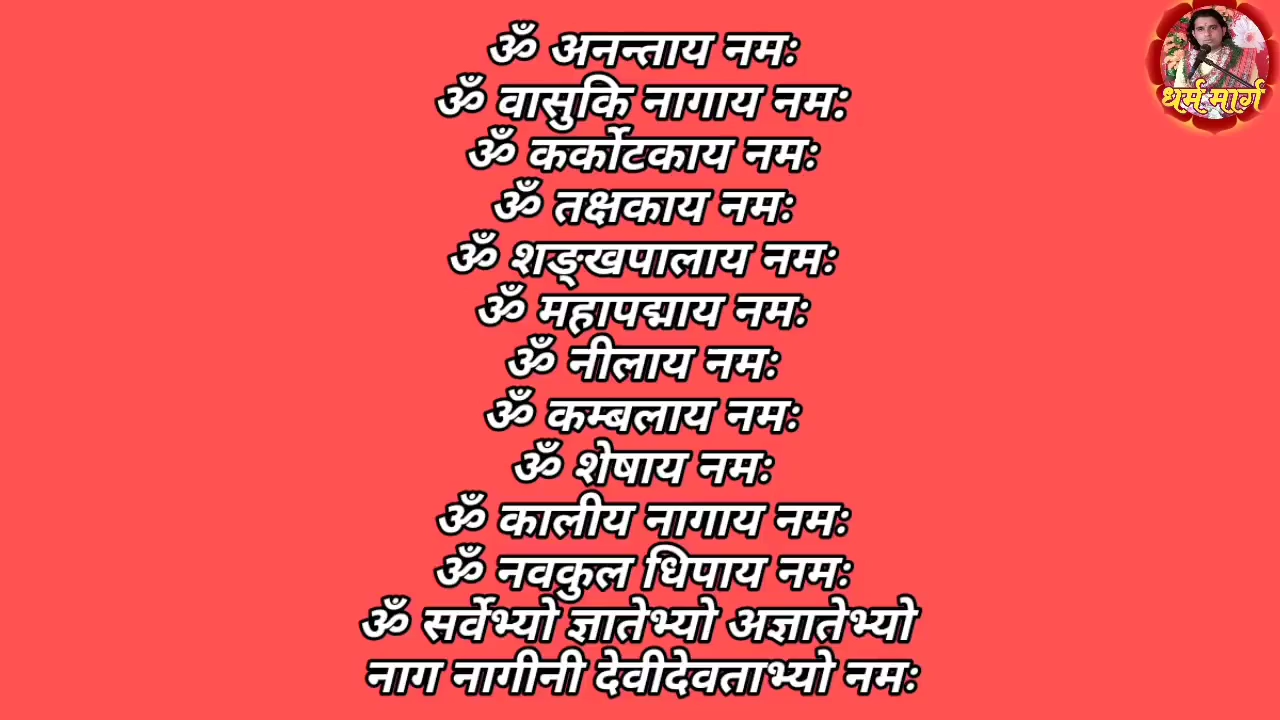 ॐ अनन्ताय नमः
ॐ वासुकि नागाय नमः
ॐ कर्कोटकाय नमः
ॐ तक्षकाय नमः
ॐ शङ्खपालाय नमः
ॐ महापद्माय नमः
ॐ नीलाय नमः
ॐ कम्बलाय नमः
ॐ शेषाय नमः
ॐ कालीय नागाय नमः
ॐ नवकुल धिपाय नमः
ॐ सर्वेभ्यो ज्ञातेभ्यो अज्ञातेभ्यो
नाग नागीनी देवीदेवताभ्यो नमः
धर्म मार्ग